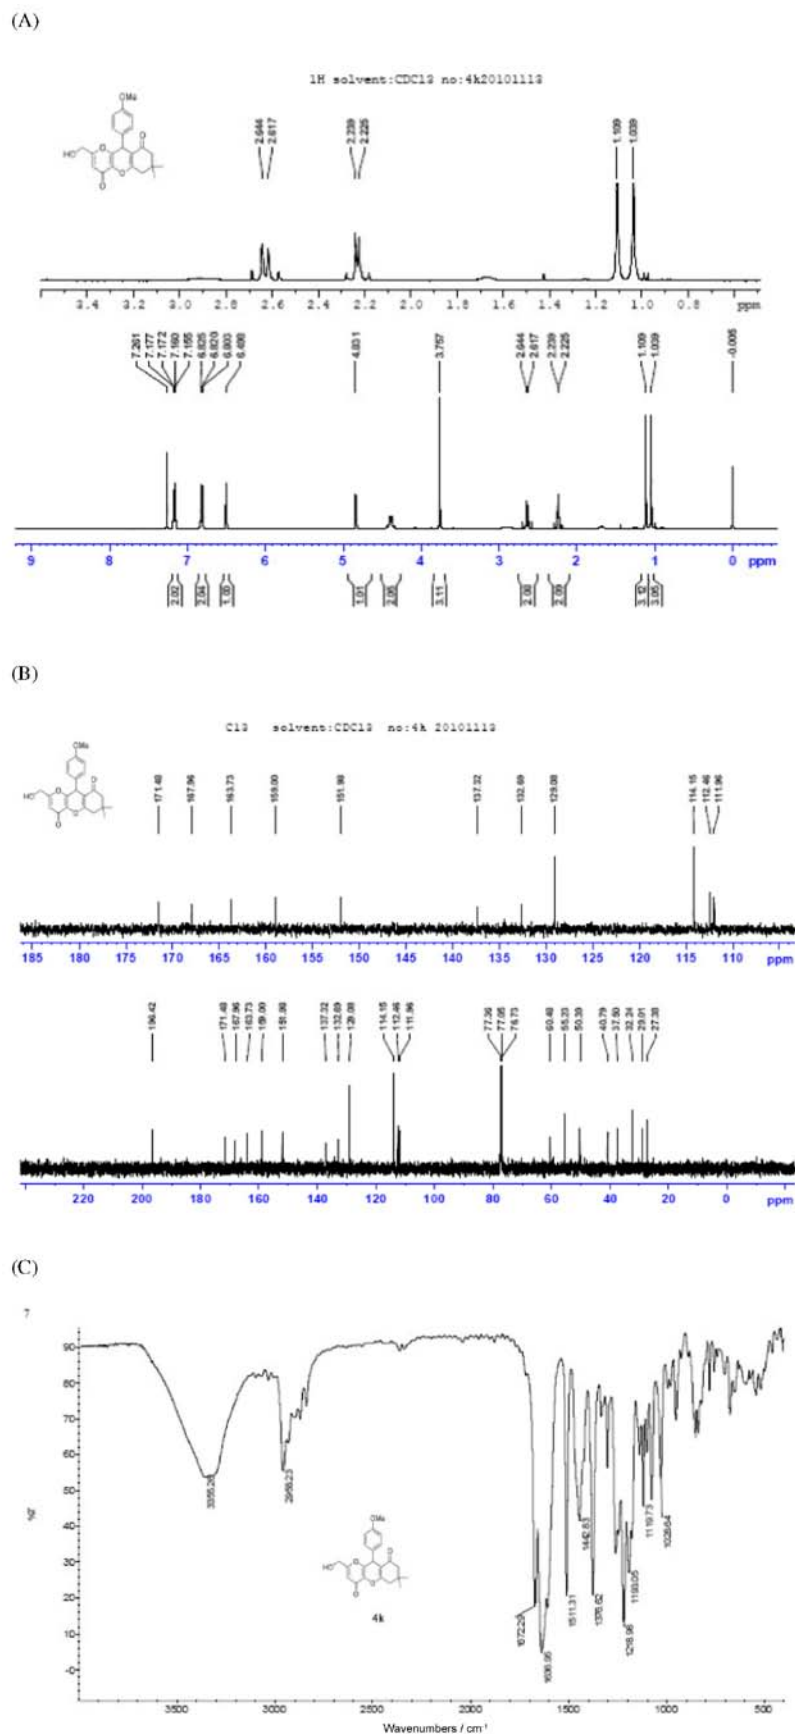 (A)
1H solvent:CDCl3 no:4k20101113
OMe
HO
O
O
O
O
2.644
2.617
2.239
2.225
1.109
1.039
3.4 3.2 3.0 2.8 2.6 2.4 2.2 2.0 1.8 1.6 1.4 1.2 1.0 0.8 ppm
7.261
7.177
7.172
7.160
7.155
6.825
6.820
6.803
6.498
4.831
3.757
2.644
2.617
2.239
2.225
1.109
1.039
-0.005
9 8 7 6 5 4 3 2 1 0 ppm
2.02
2.04
1.00
1.01
2.05
3.11
2.00
2.09
3.12
3.05
(B)
C13 solvent:CDCl3 no:4k 20101113
OMe
HO
O
O
O
O
171.48
167.96
163.73
159.00
151.98
137.32
132.69
129.08
114.15
112.46
111.96
185 180 175 170 165 160 155 150 145 140 135 130 125 120 115 110 ppm
196.42
171.48
167.96
163.73
159.00
151.98
137.32
132.69
129.08
114.15
112.46
111.96
77.36
77.05
76.73
60.48
55.23
50.39
40.79
37.50
32.24
29.01
27.38
220 200 180 160 140 120 100 80 60 40 20 0 ppm
(C)
7
90
80
70
60
50
40
30
20
10
-0
%T
3355.26
2958.23
1672.29
1636.95
1511.31
1442.83
1376.62
1218.96
1193.05
1119.73
1028.64
OMe
HO
O
O
O
O
4k
3500 3000 2500 2000 1500 1000 500
Wavenumbers / cm-1